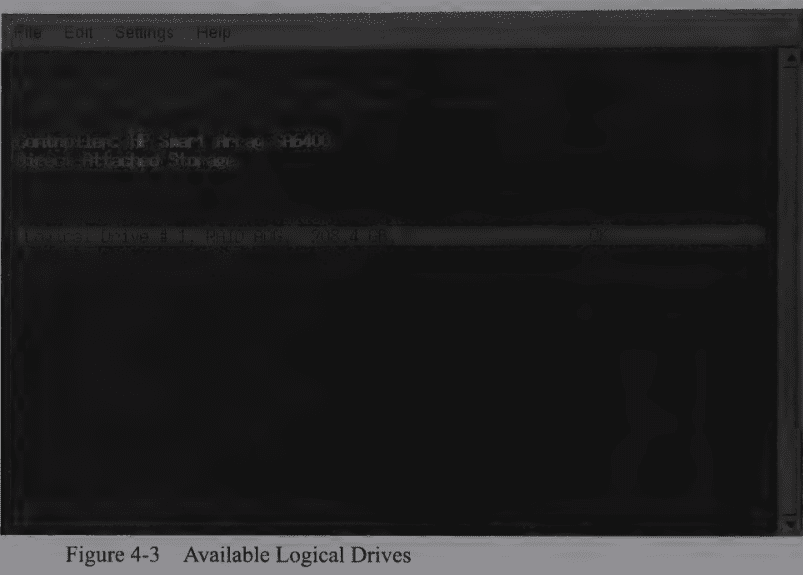 File Edit Settings Help
Controller: HP Smart Array SA6400
Direct Attached Storage
Logical Drive # 1, RAID ADG, 203.4 GB, OK
Figure 4-3 Available Logical Drives